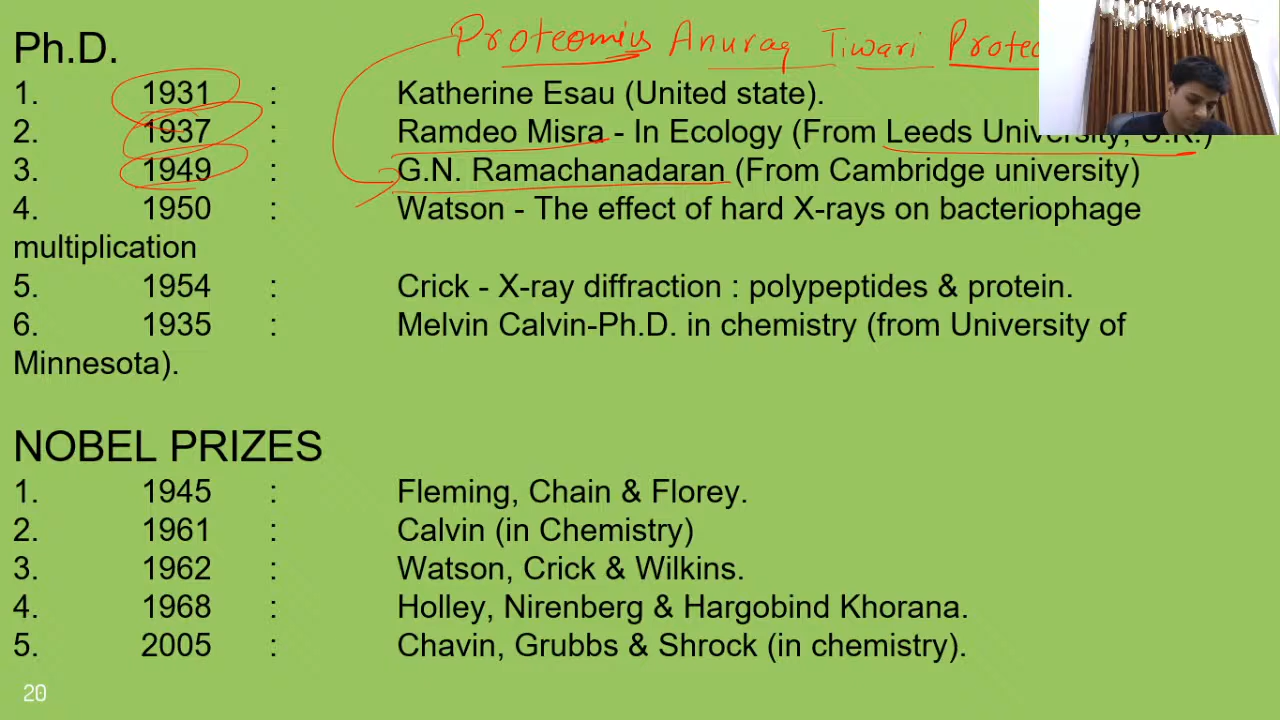 Proteomics Anurag Tiwari
Ph.D.
1. 1931 : Katherine Esau (United state).
2. 1937 : Ramdeo Misra - In Ecology (From Leeds University, U.K.)
3. 1949 : G.N. Ramachanadaran (From Cambridge university)
4. 1950 : Watson - The effect of hard X-rays on bacteriophage
multiplication
5. 1954 : Crick - X-ray diffraction : polypeptides & protein.
6. 1935 : Melvin Calvin-Ph.D. in chemistry (from University of
Minnesota).
NOBEL PRIZES
1. 1945 : Fleming, Chain & Florey.
2. 1961 : Calvin (in Chemistry)
3. 1962 : Watson, Crick & Wilkins.
4. 1968 : Holley, Nirenberg & Hargobind Khorana.
5. 2005 : Chavin, Grubbs & Shrock (in chemistry).
20